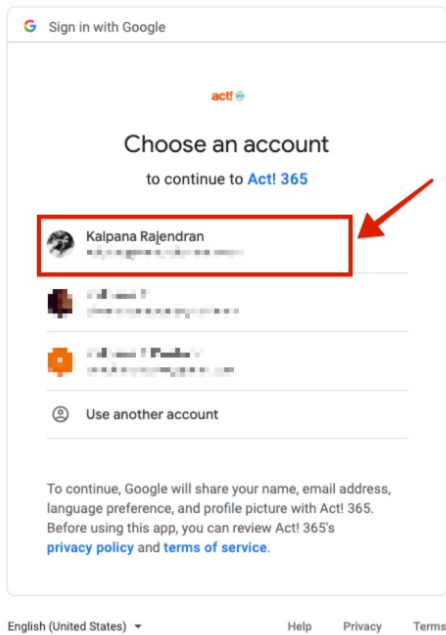 Sign in with Google
act!
Choose an account
to continue to Act! 365
Kalpana Rajendran
Use another account
To continue, Google will share your name, email address,
language preference, and profile picture with Act! 365.
Before using this app, you can review Act! 365's
privacy policy and terms of service.
English (United States)
Help Privacy Terms